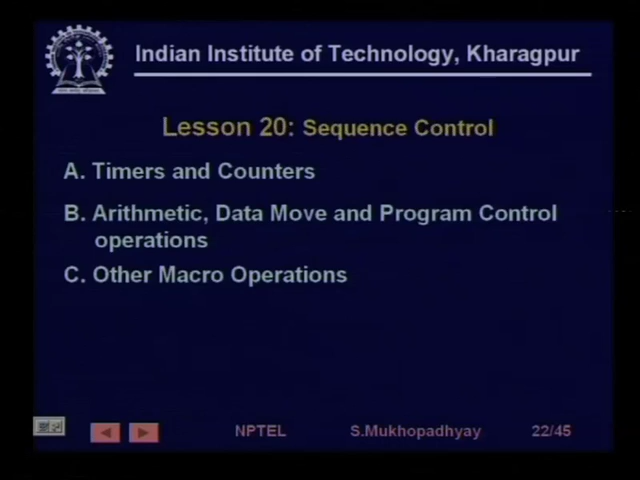 Indian Institute of Technology, Kharagpur
Lesson 20: Sequence Control
A. Timers and Counters
B. Arithmetic, Data Move and Program Control
operations
C. Other Macro Operations
NPTEL S.Mukhopadhyay 22/45